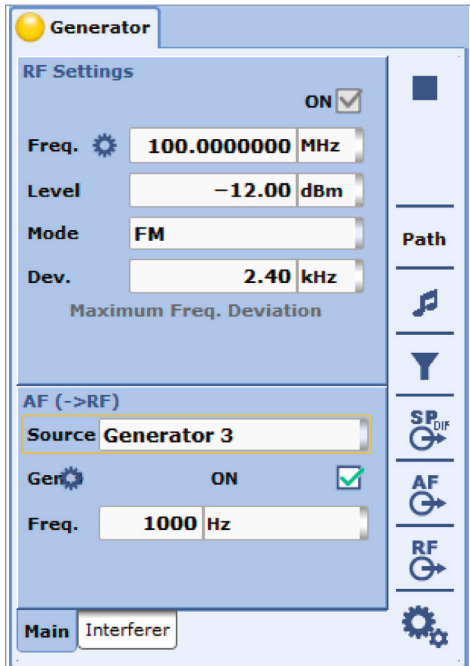 Generator
RF Settings
ON
Freq. 100.0000000 MHz
Level −12.00 dBm
Mode FM
Dev. 2.40 kHz
Maximum Freq. Deviation
AF (->RF)
Source Generator 3
Gen ON
Freq. 1000 Hz
Main Interferer
Path
SP DIF
AF
RF